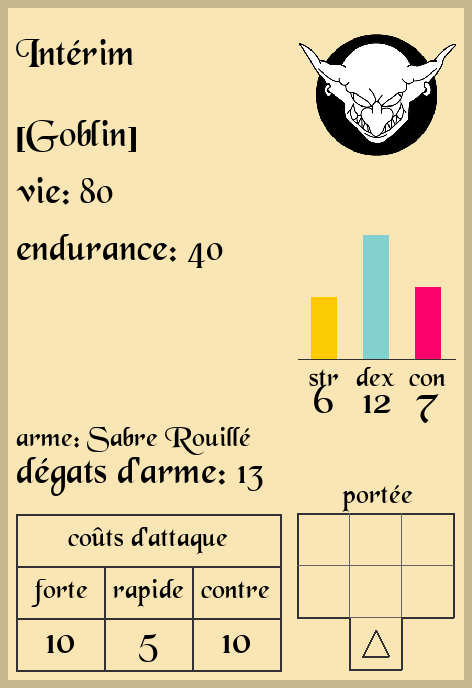 Intérim
[Goblin]
vie: 80
endurance: 40
str dex con
6 12 7
arme: Sabre Rouillé
dégats d'arme: 13
portée
coûts d'attaque
forte rapide contre
10 5 10